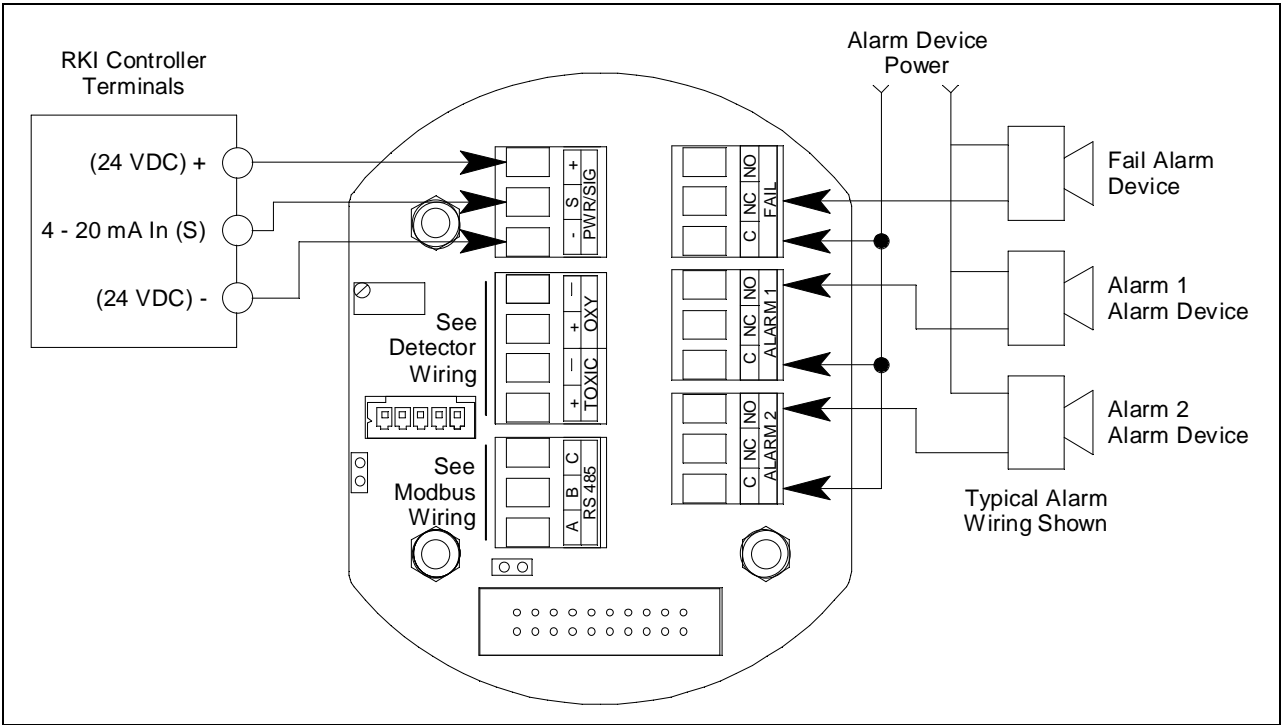 RKI Controller
Terminals
(24 VDC) +
4 - 20 mA In (S)
(24 VDC) -
+
S
-
PWR/SIG
See
Detector
Wiring
−
+
−
+
OXY
TOXIC
See
Modbus
Wiring
C
B
A
RS 485
NO
NC
C
FAIL
NO
NC
C
ALARM 1
NO
NC
C
ALARM 2
Alarm Device
Power
Fail Alarm
Device
Alarm 1
Alarm Device
Alarm 2
Alarm Device
Typical Alarm
Wiring Shown